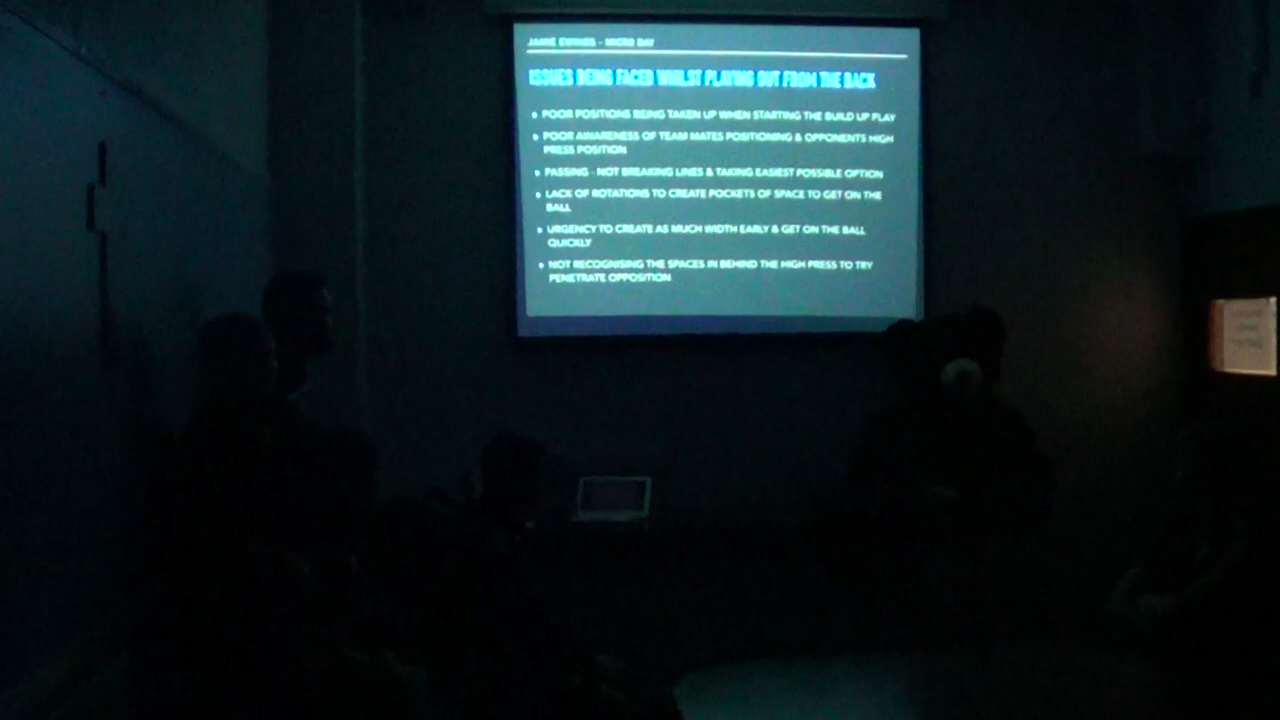 JAMIE EWINGS - MICRO DAY
ISSUES BEING FACED WHILST PLAYING OUT FROM THE BACK
• POOR POSITIONS BEING TAKEN UP WHEN STARTING THE BUILD UP PLAY
• POOR AWARENESS OF TEAM MATES POSITIONING & OPPONENTS HIGH
PRESS POSITION
• PASSING - NOT BREAKING LINES & TAKING EASIEST POSSIBLE OPTION
• LACK OF ROTATIONS TO CREATE POCKETS OF SPACE TO GET ON THE
BALL
• URGENCY TO CREATE AS MUCH WIDTH EARLY & GET ON THE BALL
QUICKLY
• NOT RECOGNISING THE SPACES IN BEHIND THE HIGH PRESS TO TRY
PENETRATE OPPOSITION